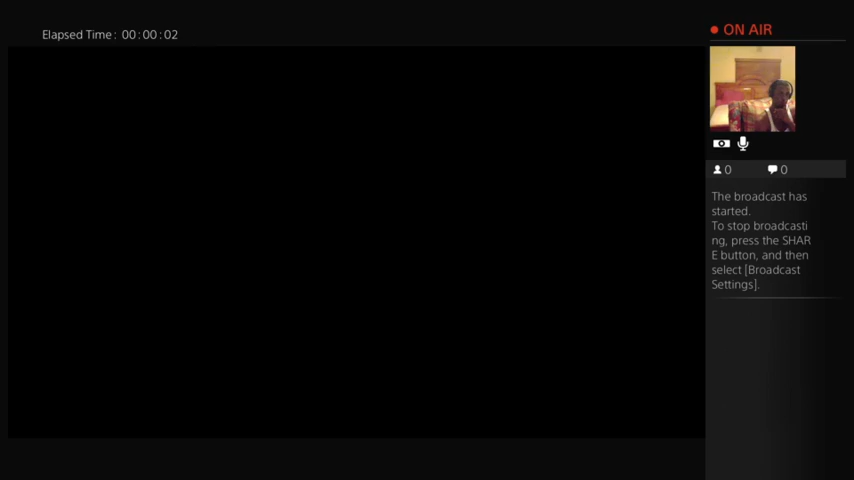 Elapsed Time: 00:00:02
ON AIR
0 0
The broadcast has
started.
To stop broadcasti
ng, press the SHAR
E button, and then
select [Broadcast
Settings].